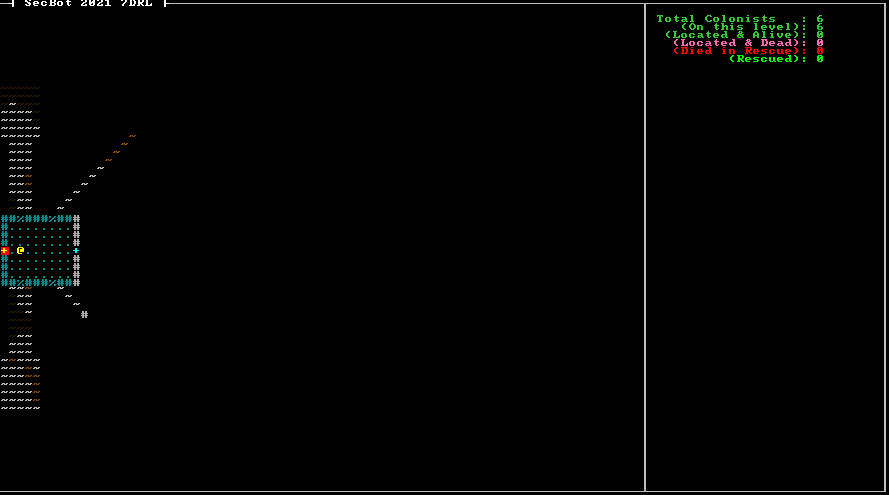 SecBot 2021 7DRL
Total Colonists : 6
(On this level): 6
(Located & Alive): 0
(Located & Dead): 0
(Died in Rescue): 0
(Rescued): 0